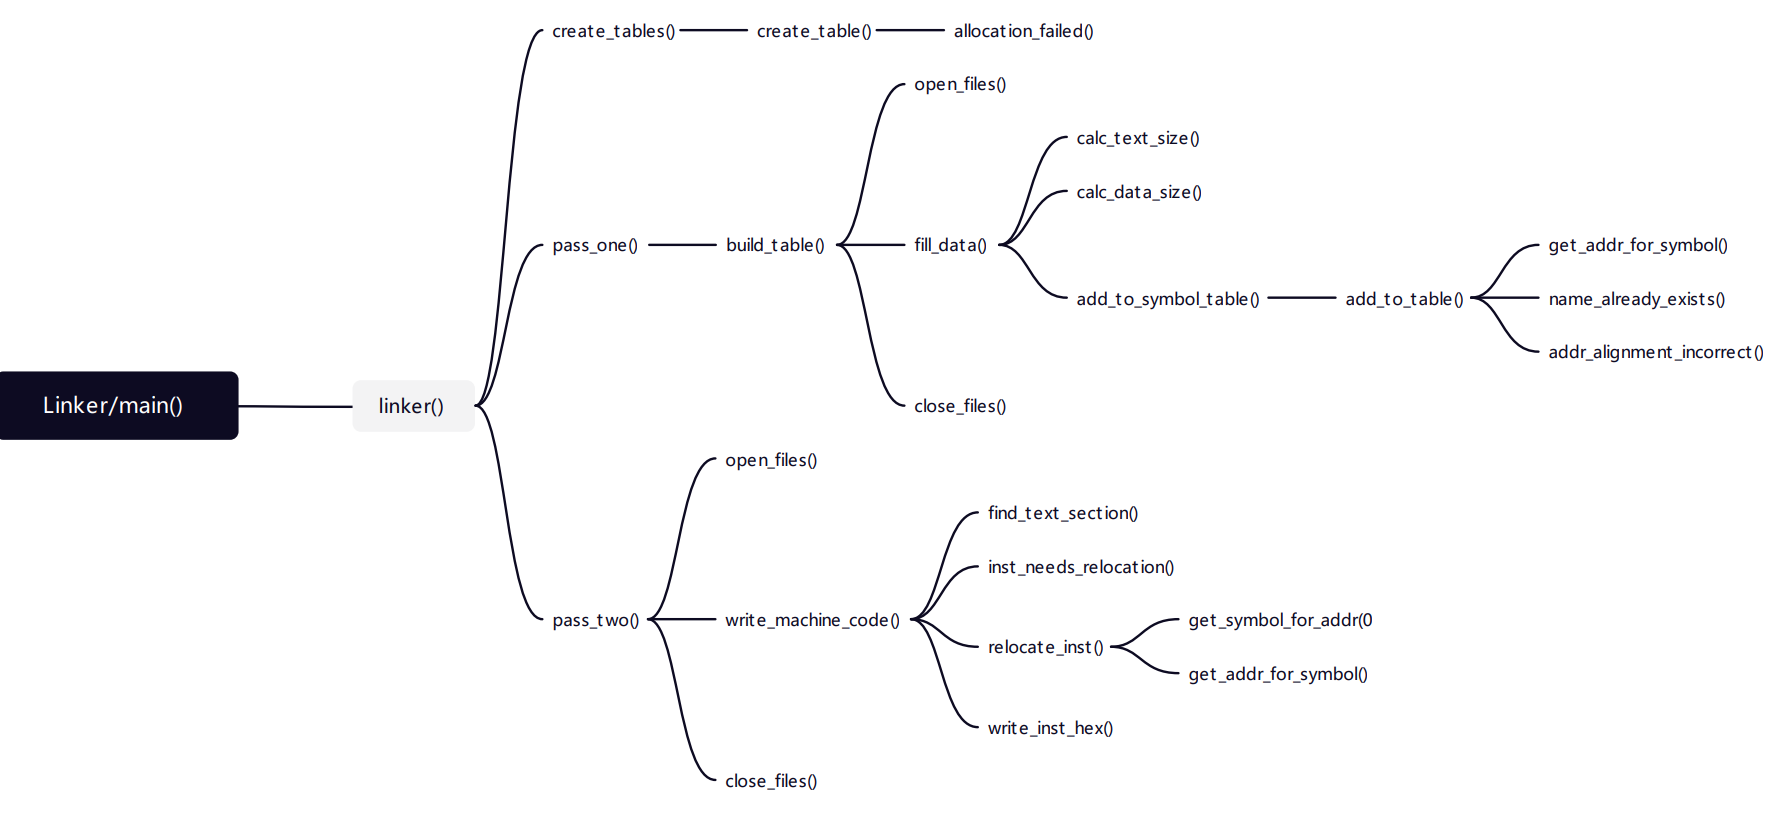 create_tables() create_table() allocation_failed()
open_files()
calc_text_size()
calc_data_size()
pass_one() build_table() fill_data() get_addr_for_symbol()
add_to_symbol_table() add_to_table() name_already_exists()
addr_alignment_incorrect()
Linker/main() linker() close_files()
open_files()
find_text_section()
inst_needs_relocation()
pass_two() write_machine_code() get_symbol_for_addr(0
relocate_inst()
get_addr_for_symbol()
write_inst_hex()
close_files()